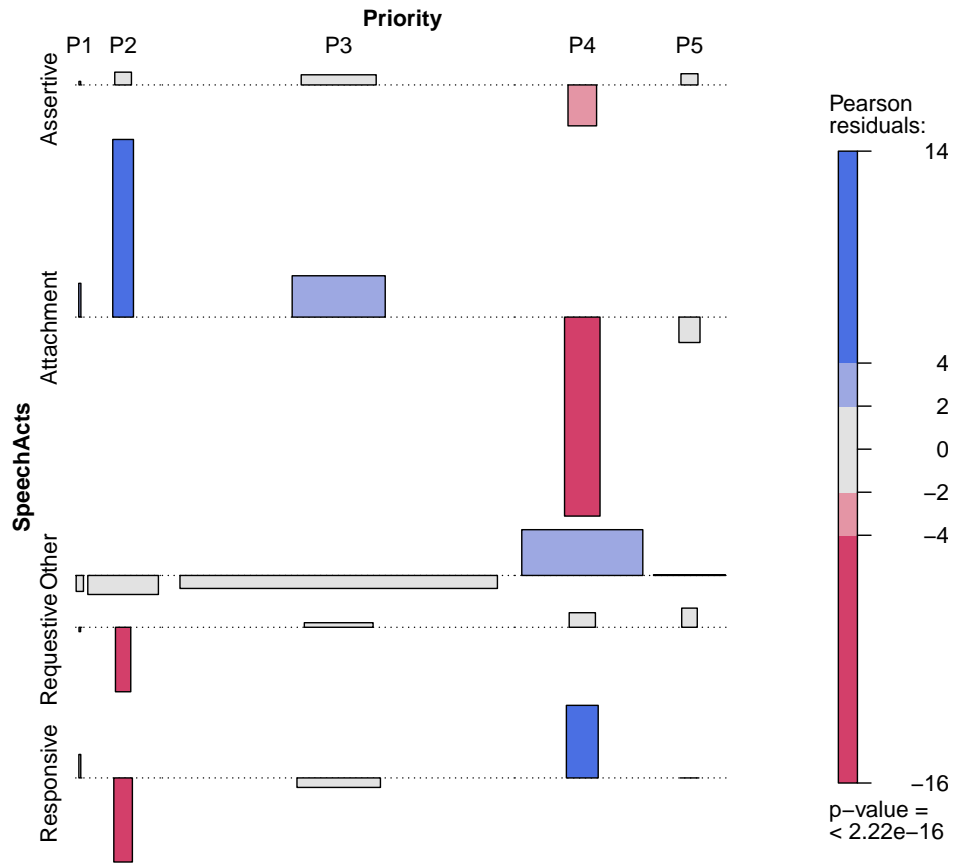 Priority
P1 P2 P3 P4 P5
SpeechActs
Assertive
Attachment
Other
Requestive
Responsive
Pearson
residuals:
14
4
2
0
−2
−4
−16
p−value =
< 2.22e−16